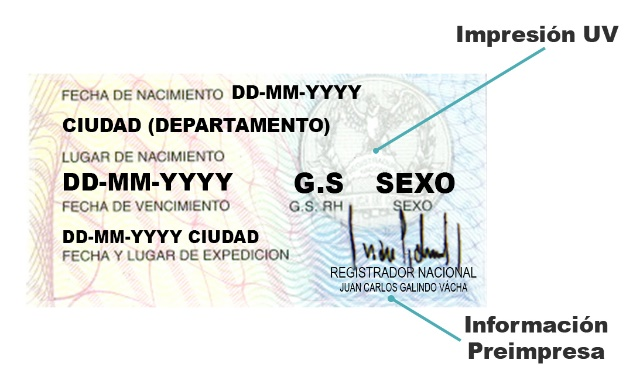 Impresión UV
FECHA DE NACIMIENTO DD-MM-YYYY
CIUDAD (DEPARTAMENTO)
LUGAR DE NACIMIENTO
DD-MM-YYYY G.S SEXO
FECHA DE VENCIMIENTO G.S. RH SEXO
DD-MM-YYYY CIUDAD
FECHA Y LUGAR DE EXPEDICION
REGISTRADOR NACIONAL
JUAN CARLOS GALINDO VÁCHA
Información
Preimpresa